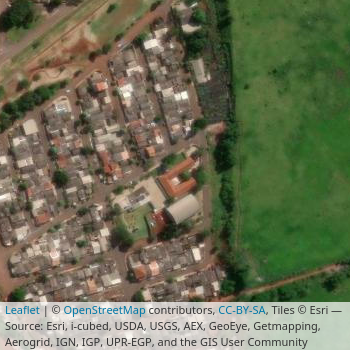 Leaflet | © OpenStreetMap contributors, CC-BY-SA, Tiles © Esri —
Source: Esri, i-cubed, USDA, USGS, AEX, GeoEye, Getmapping,
Aerogrid, IGN, IGP, UPR-EGP, and the GIS User Community